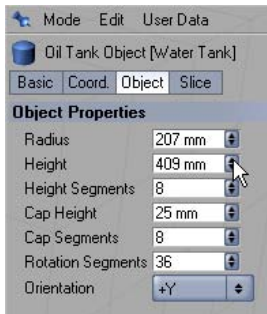 Mode Edit User Data
Oil Tank Object [Water Tank]
Basic Coord. Object Slice
Object Properties
Radius 207 mm
Height 409 mm
Height Segments 8
Cap Height 25 mm
Cap Segments 8
Rotation Segments 36
Orientation +Y